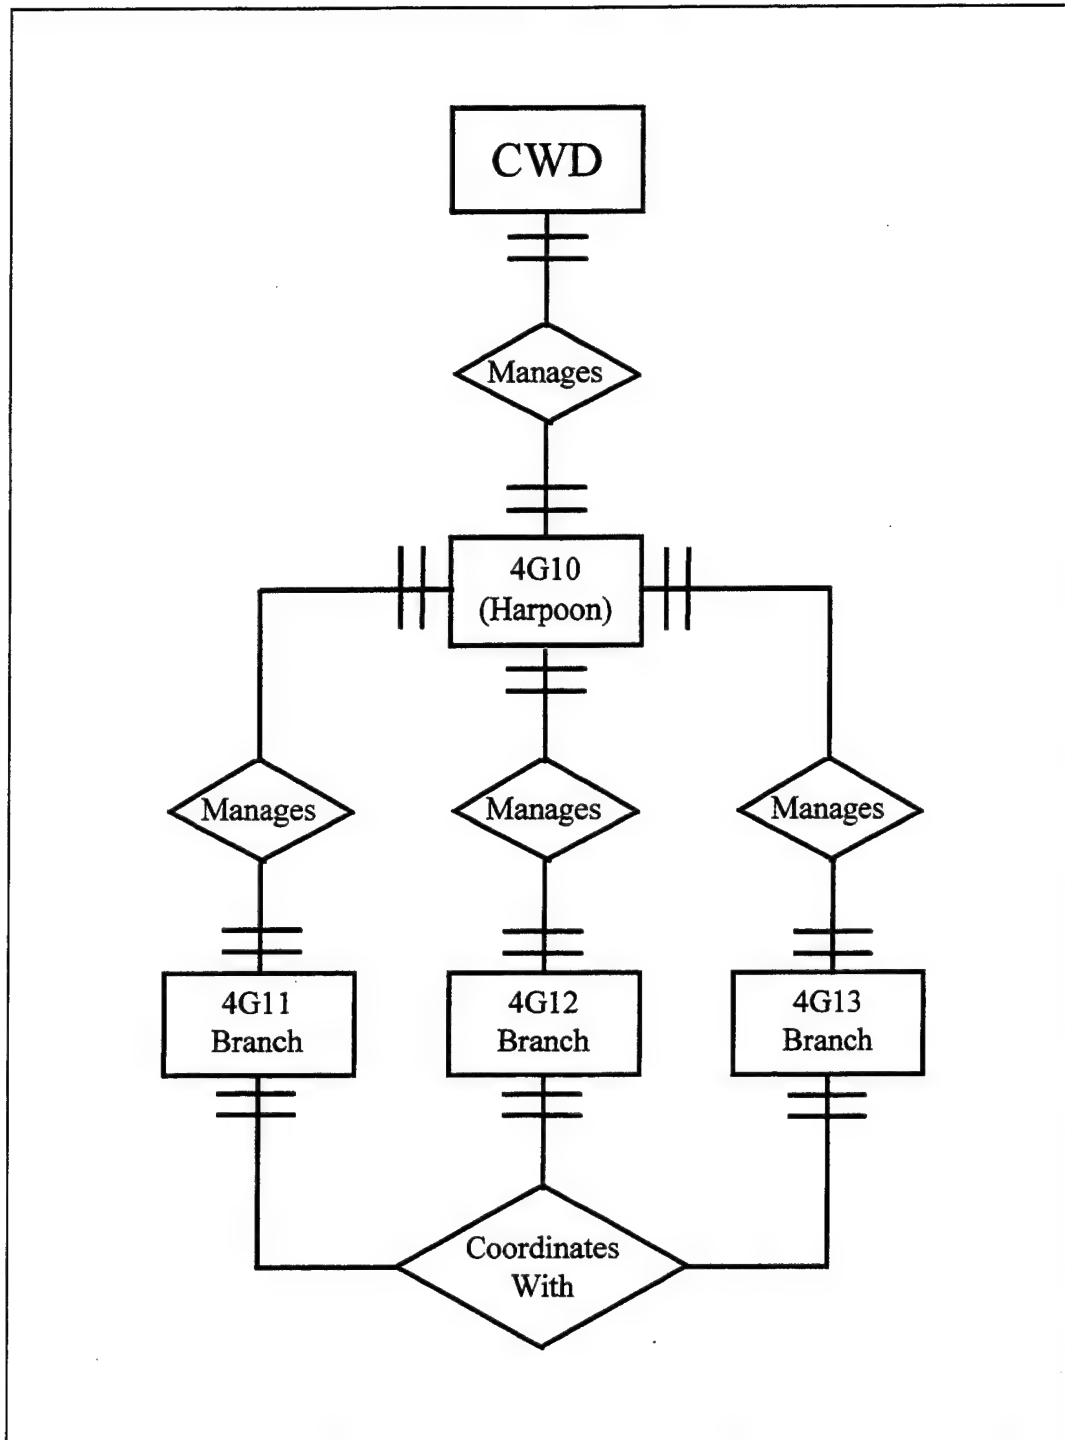 CWD
Manages
4G10
(Harpoon)
Manages
Manages
Manages
4G11
Branch
4G12
Branch
4G13
Branch
Coordinates
With